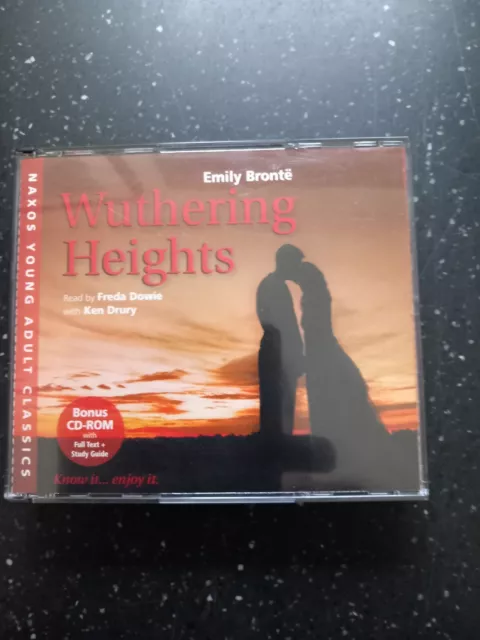 NAXOS YOUNG ADULT CLASSICS
Emily Brontë
Wuthering
Heights
Read by Freda Dowie
with Ken Drury
Bonus
CD-ROM
with
Full Text +
Study Guide
Know it... enjoy it.